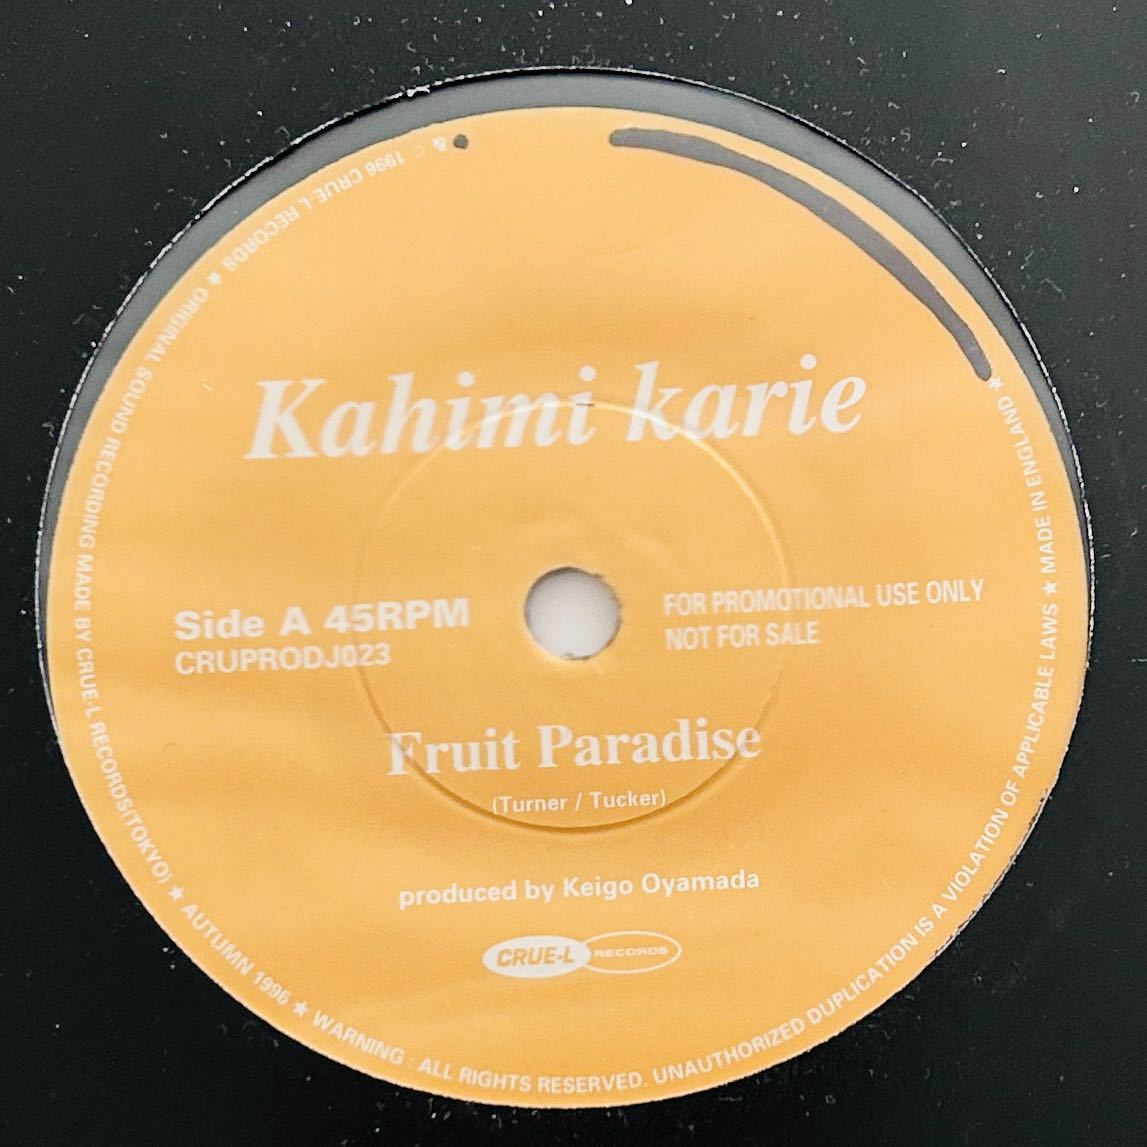 Kahimi karie
Side A 45RPM
CRUPRODJ023
FOR PROMOTIONAL USE ONLY
NOT FOR SALE
Fruit Paradise
(Turner / Tucker)
produced by Keigo Oyamada
CRUE-L RECORDS
& C 1996 CRUE-L RECORDS ★ ORIGINAL SOUND RECORDING MADE BY CRUE-L RECORDS(TOKYO) ★ AUTUMN 1996 ★ WARNING · ALL RIGHTS RESERVED. UNAUTHORIZED DUPLICATION IS A VIOLATION OF APPLICABLE LAWS ★ MADE IN ENGLAND ★